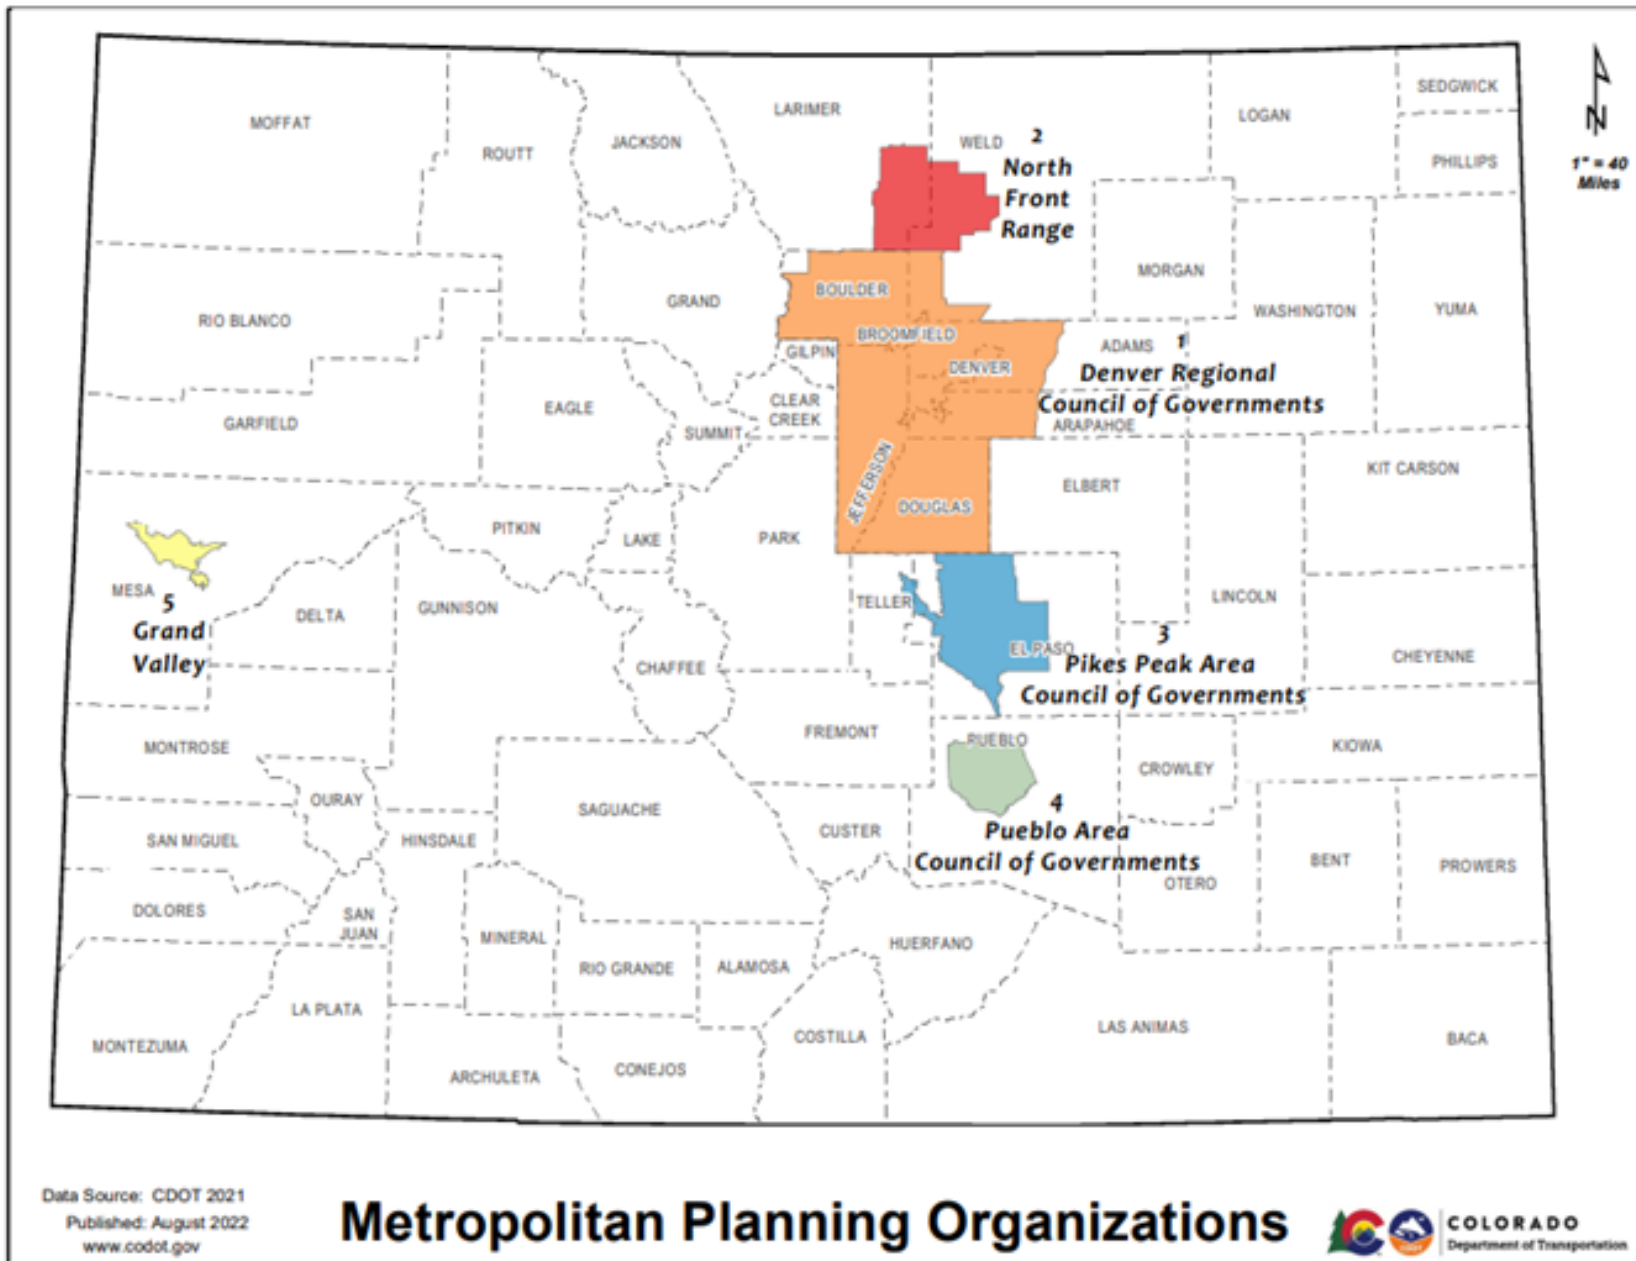 SEDGWICK
LARIMER
LOGAN
MOFFAT
WELD
JACKSON
ROUTT
PHILLIPS
N
1" = 40
Miles
2
North
Front
Range
MORGAN
BOULDER
GRAND
WASHINGTON
YUMA
RIO BLANCO
BROOMFIELD
GILPIN
ADAMS
1
DENVER
Denver Regional
Council of Governments
CLEAR
CREEK
EAGLE
GARFIELD
SUMMIT
ARAPAHOE
KIT CARSON
JEFFERSON
ELBERT
DOUGLAS
PITKIN
LAKE
PARK
MESA
5
Grand
Valley
DELTA
GUNNISON
TELLER
LINCOLN
3
EL PASO
Pikes Peak Area
Council of Governments
CHEYENNE
CHAFFEE
FREMONT
PUEBLO
KIOWA
MONTROSE
CROWLEY
OURAY
SAGUACHE
4
Pueblo Area
Council of Governments
CUSTER
SAN MIGUEL
HINSDALE
BENT
PROWERS
OTERO
DOLORES
SAN
JUAN
MINERAL
HUERFANO
RIO GRANDE
ALAMOSA
LA PLATA
LAS ANIMAS
COSTILLA
BACA
MONTEZUMA
ARCHULETA
CONEJOS
Data Source: CDOT 2021
Published: August 2022
www.codot.gov
Metropolitan Planning Organizations
COLORADO
Department of Transportation